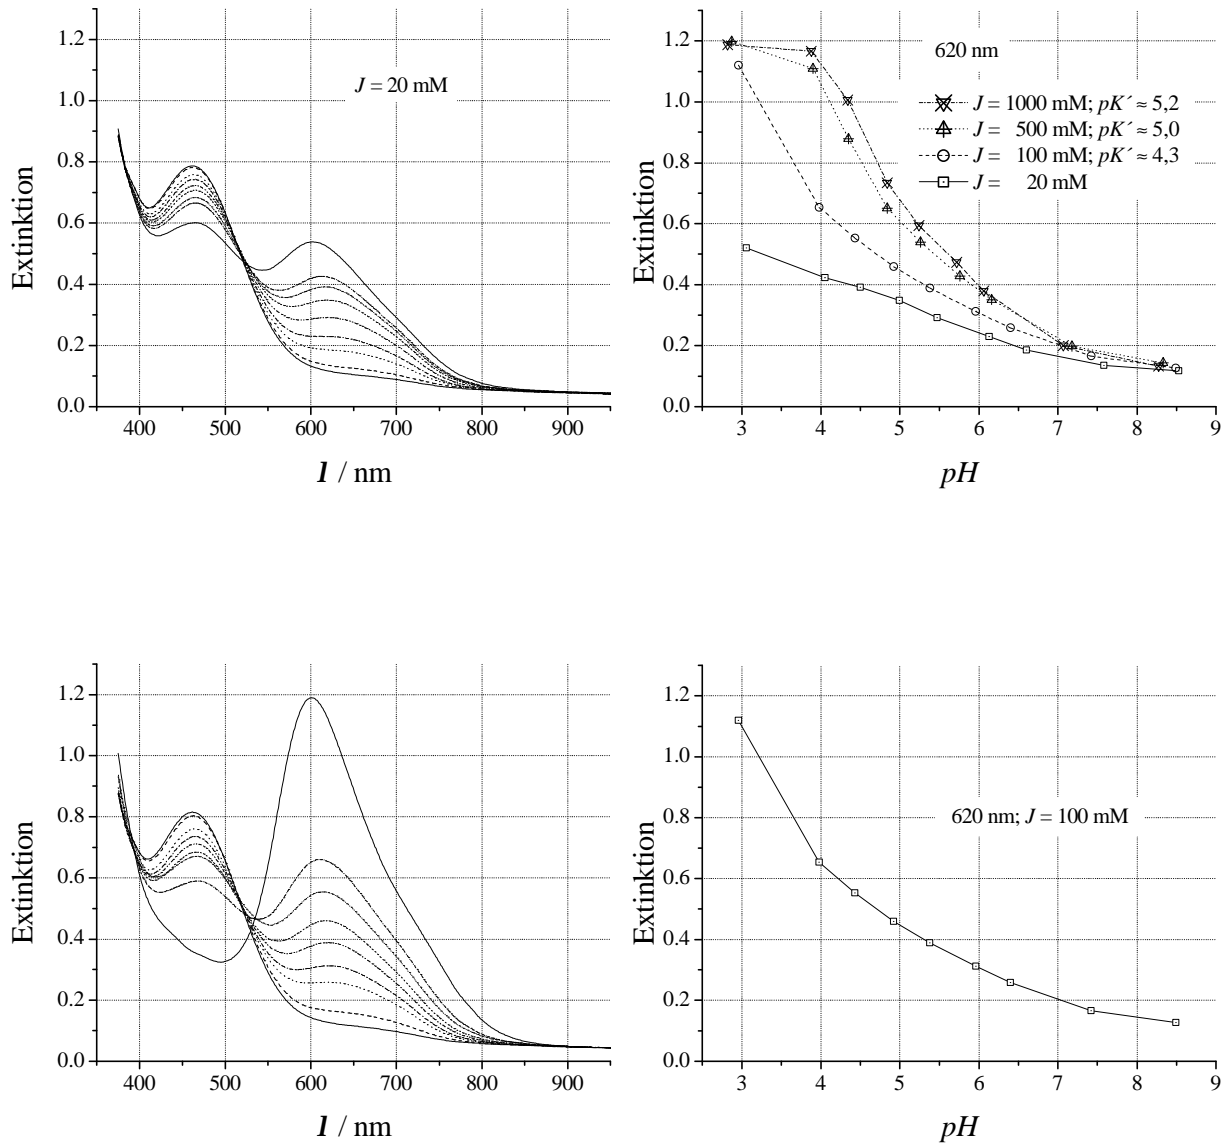 1.2
1.0
0.8
0.6
0.4
0.2
0.0
Extinktion
J = 20 mM
400 500 600 700 800 900
l / nm
1.2
1.0
0.8
0.6
0.4
0.2
0.0
Extinktion
620 nm
J = 1000 mM; pK´ ≈ 5,2
J = 500 mM; pK´ ≈ 5,0
J = 100 mM; pK´ ≈ 4,3
J = 20 mM
3 4 5 6 7 8 9
pH
1.2
1.0
0.8
0.6
0.4
0.2
0.0
Extinktion
400 500 600 700 800 900
l / nm
1.2
1.0
0.8
0.6
0.4
0.2
0.0
Extinktion
620 nm; J = 100 mM
3 4 5 6 7 8 9
pH